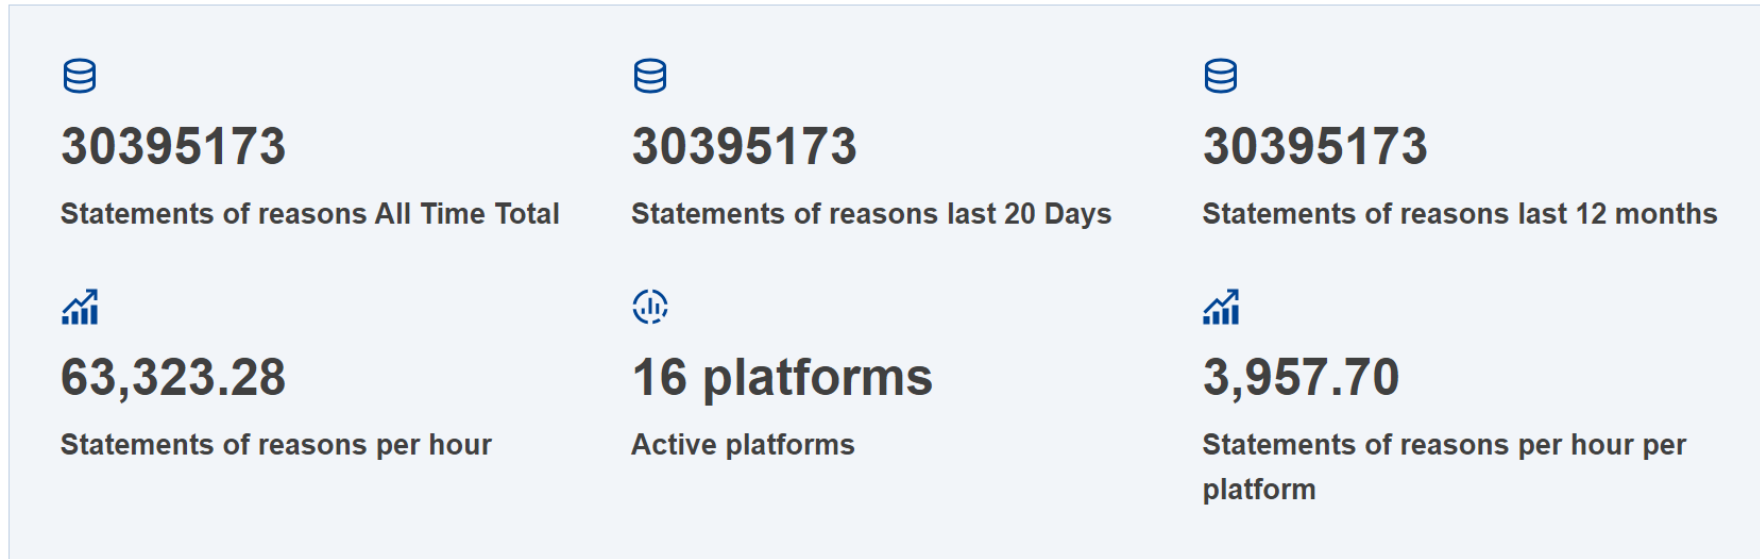 30395173
Statements of reasons All Time Total
30395173
Statements of reasons last 20 Days
30395173
Statements of reasons last 12 months
63,323.28
Statements of reasons per hour
16 platforms
Active platforms
3,957.70
Statements of reasons per hour per
platform